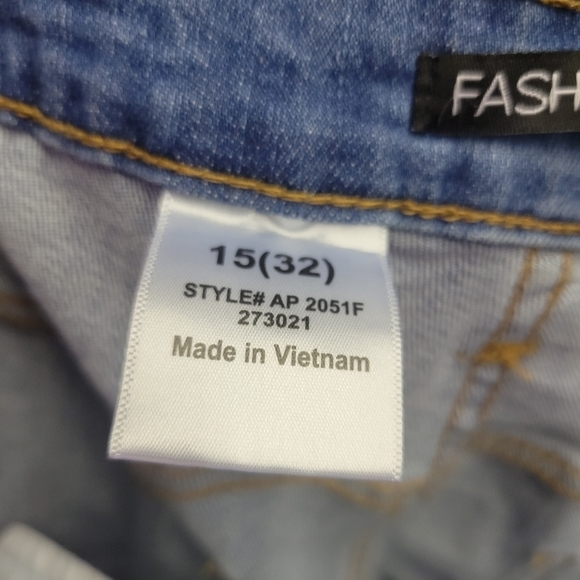 FASH
15(32)
STYLE# AP 2051F
273021
Made in Vietnam